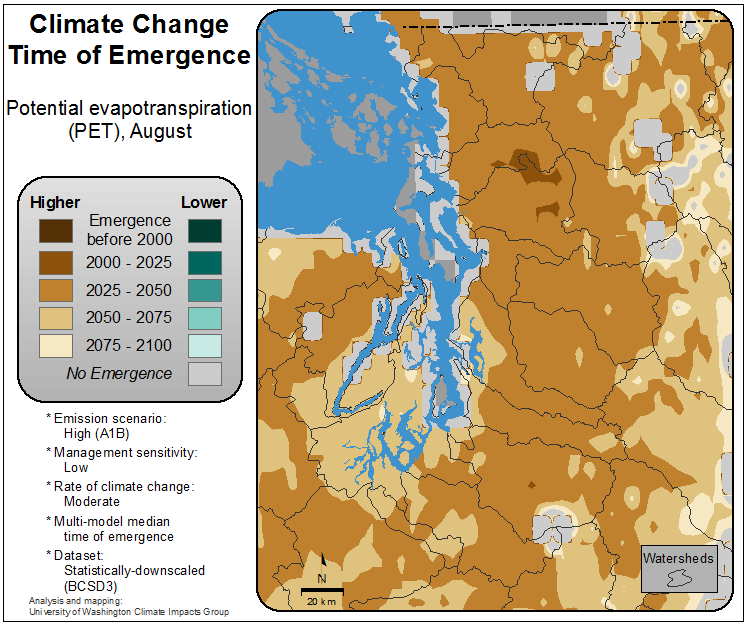 Climate Change
Time of Emergence
Potential evapotranspiration
(PET), August
Higher Lower
Emergence
before 2000
2000 - 2025
2025 - 2050
2050 - 2075
2075 - 2100
No Emergence
* Emission scenario:
High (A1B)
* Management sensitivity:
Low
* Rate of climate change:
Moderate
* Multi-model median
time of emergence
* Dataset:
Statistically-downscaled
(BCSD3)
Analysis and mapping:
University of Washington Climate Impacts Group
N
20 km
Watersheds